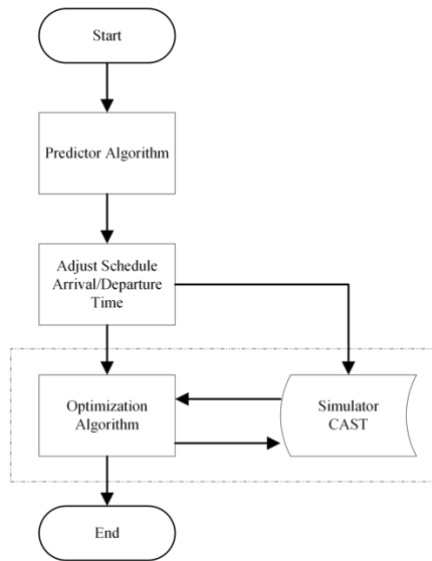 Start
Predictor Algorithm
Adjust Schedule
Arrival/Departure
Time
Optimization
Algorithm
Simulator
CAST
End